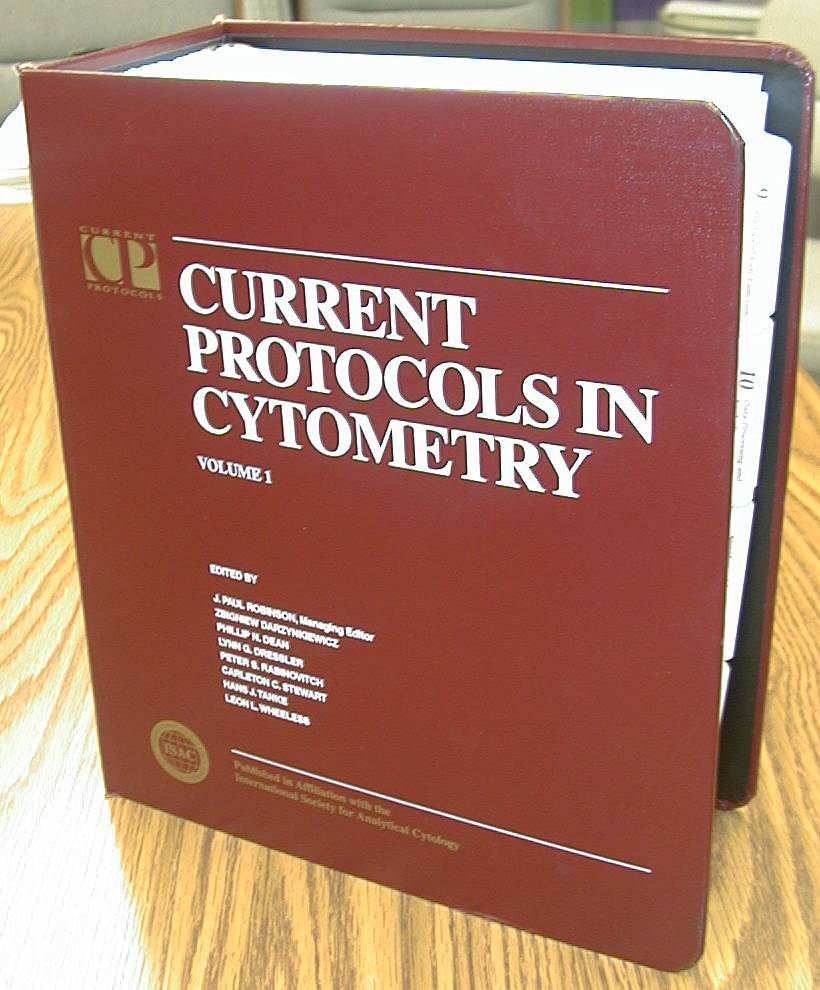 CURRENT
CP
PROTOCOLS
CURRENT
PROTOCOLS IN
CYTOMETRY
VOLUME 1
EDITED BY
J. PAUL ROBINSON, Managing Editor
ZBIGNIEW DARZYNKIEWICZ
PHILLIP N. DEAN
LYNN G. DRESSLER
PETER S. RABINOVITCH
CARLETON C. STEWART
HANS J. TANKE
LEON L. WHEELESS
ISAC
Published in Affiliation with the
International Society for Analytical Cytology
9
10 Data Processing and